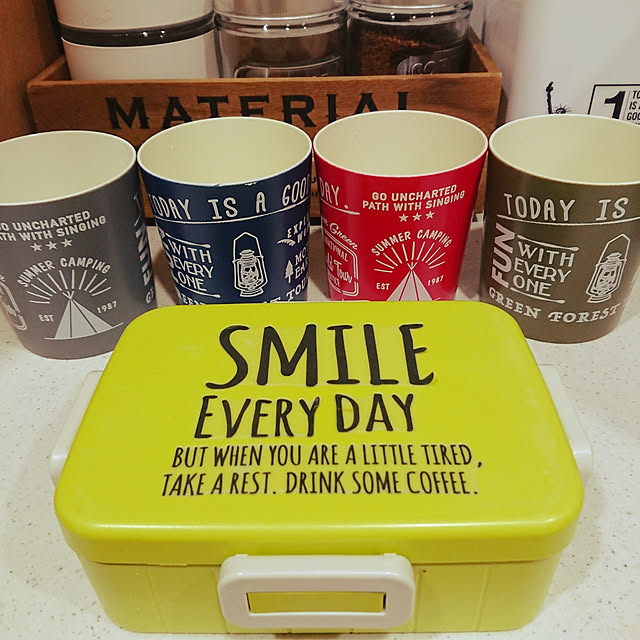 MATERIAL
1
GO UNCHARTED
PATH WITH SINGING
SUMMER CAMPING
EST
1987
TODAY IS A GOOD
WITH
EVERY
ONE
DAY.
GO UNCHARTED
PATH WITH SINGING
SUMMER CAMPING
EST
1987
TODAY IS
FUN
WITH
EVERY
ONE
GREEN FOREST
SMILE
EVERY DAY
BUT WHEN YOU ARE A LITTLE TIRED,
TAKE A REST. DRINK SOME COFFEE.